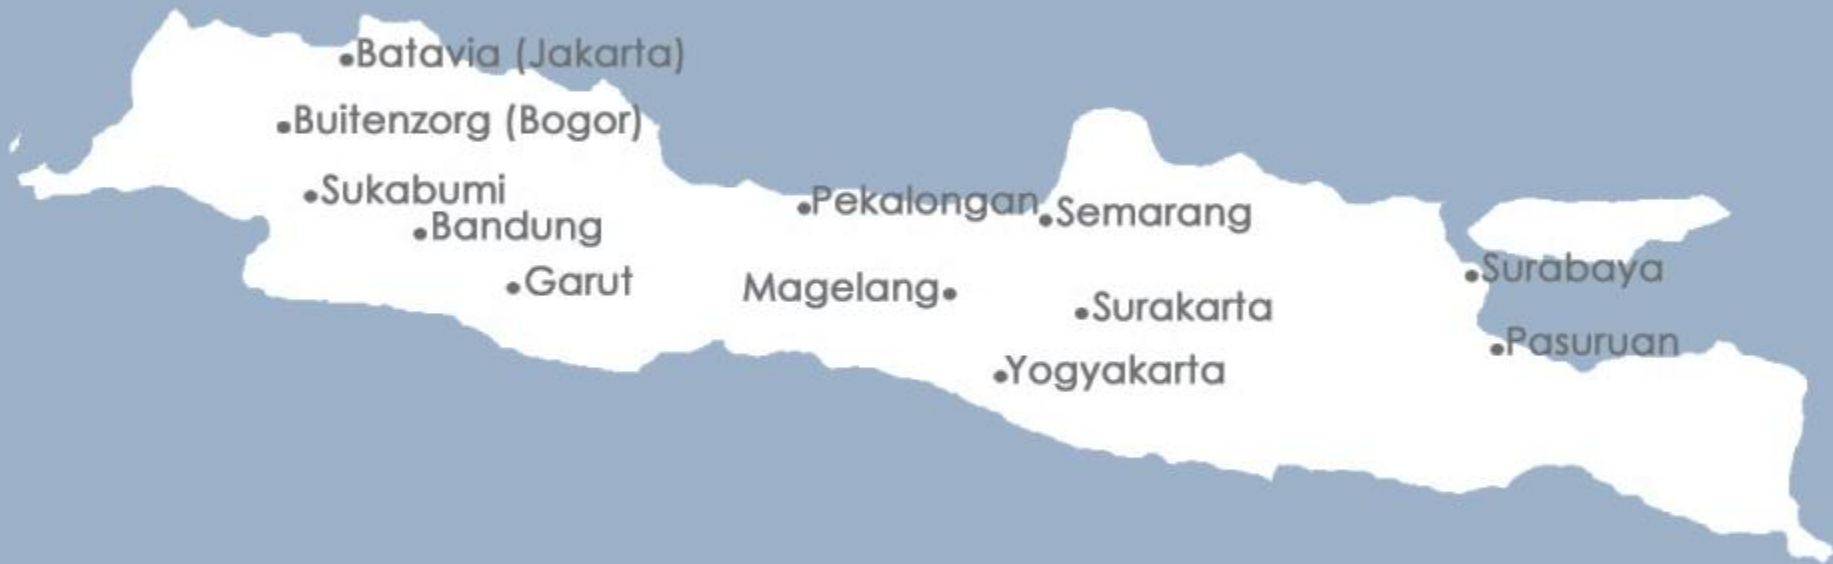 Batavia (Jakarta)
Buitenzorg (Bogor)
Sukabumi
Bandung
Garut
Pekalongan
Semarang
Magelang
Surakarta
Yogyakarta
Surabaya
Pasuruan